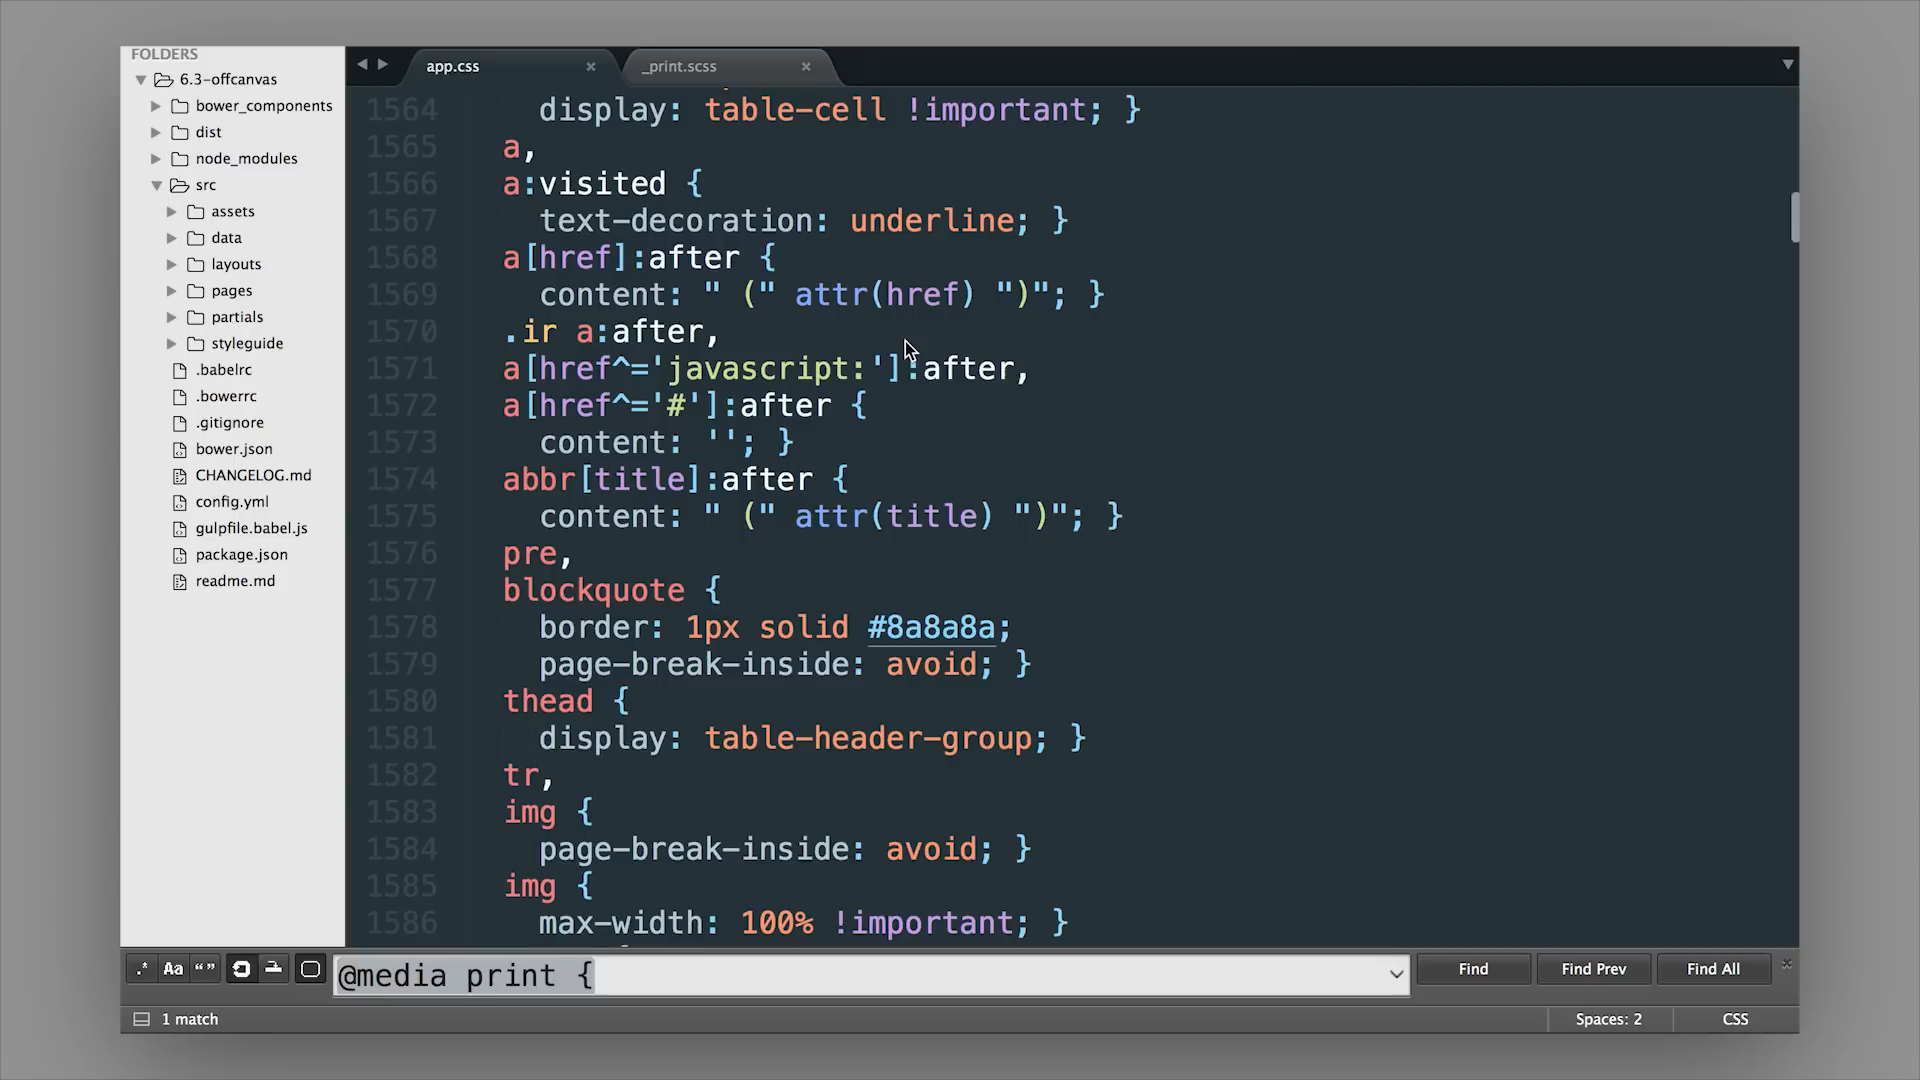 FOLDERS
6.3-offcanvas
bower_components
dist
node_modules
src
assets
data
layouts
pages
partials
styleguide
.babelrc
.bowerrc
.gitignore
bower.json
CHANGELOG.md
config.yml
gulpfile.babel.js
package.json
readme.md
app.css × _print.scss ×
1564 display: table-cell !important; }
1565 a,
1566 a:visited {
1567 text-decoration: underline; }
1568 a[href]:after {
1569 content: " (" attr(href) ")"; }
1570 .ir a:after,
1571 a[href^='javascript:']:after,
1572 a[href^='#']:after {
1573 content: ''; }
1574 abbr[title]:after {
1575 content: " (" attr(title) ")"; }
1576 pre,
1577 blockquote {
1578 border: 1px solid #8a8a8a;
1579 page-break-inside: avoid; }
1580 thead {
1581 display: table-header-group; }
1582 tr,
1583 img {
1584 page-break-inside: avoid; }
1585 img {
1586 max-width: 100% !important; }
.* Aa “” @media print { Find Find Prev Find All ×
1 match Spaces: 2 CSS